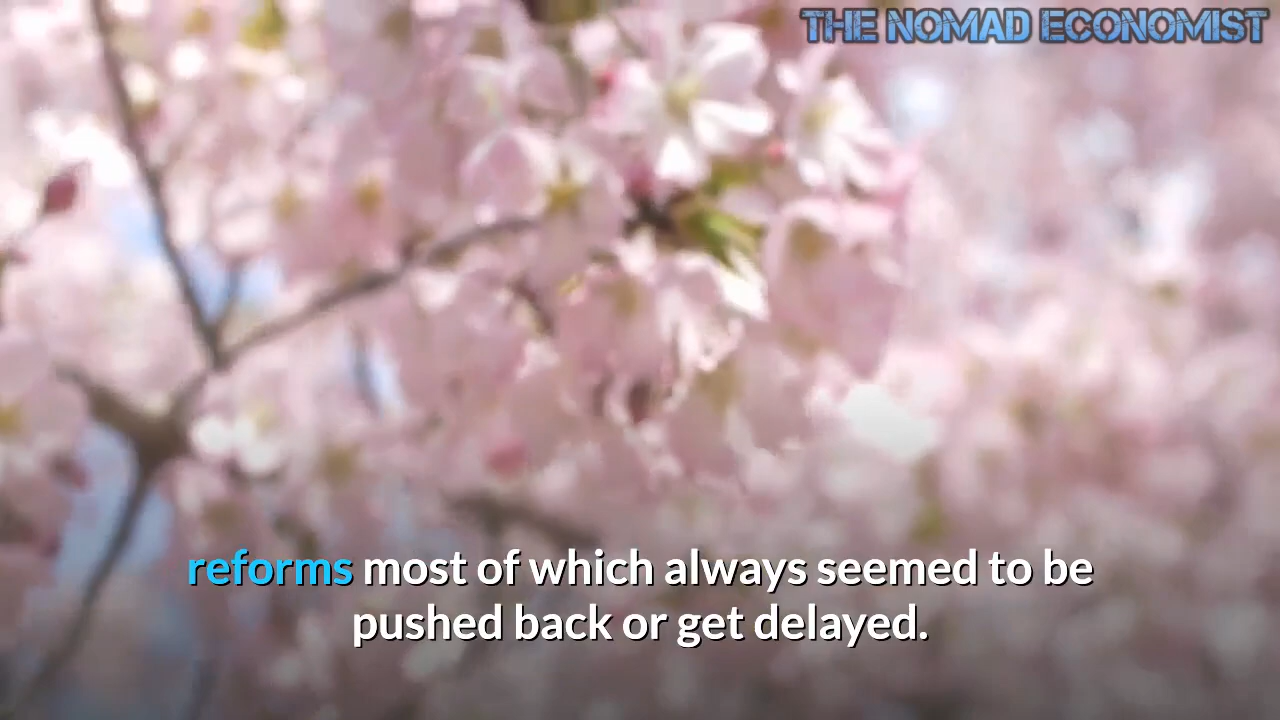 THE NOMAD ECONOMIST
reforms most of which always seemed to be
pushed back or get delayed.